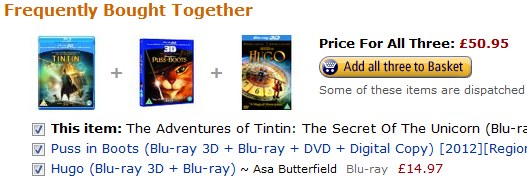 Frequently Bought Together
TINTIN
3D
PUSS IN BOOTS
HUGO
Price For All Three: £50.95
Add all three to Basket
Some of these items are dispatched
This item: The Adventures of Tintin: The Secret Of The Unicorn (Blu-ra
Puss in Boots (Blu-ray 3D + Blu-ray + DVD + Digital Copy) [2012][Region
Hugo (Blu-ray 3D + Blu-ray) ~ Asa Butterfield Blu-ray £14.97